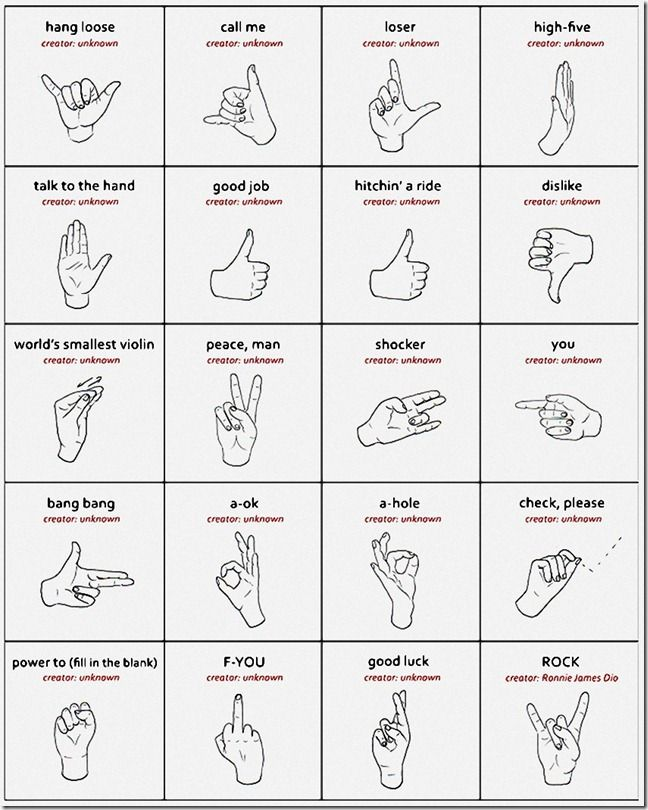 hang loose
creator: unknown
call me
creator: unknown
loser
creator: unknown
high-five
creator: unknown
talk to the hand
creator: unknown
good job
creator: unknown
hitchin' a ride
creator: unknown
dislike
creator: unknown
world's smallest violin
creator: unknown
peace, man
creator: unknown
shocker
creator: unknown
you
creator: unknown
bang bang
creator: unknown
a-ok
creator: unknown
a-hole
creator: unknown
check, please
creator: unknown
power to (fill in the blank)
creator: unknown
F-YOU
creator: unknown
good luck
creator: unknown
ROCK
creator: Ronnie James Dio